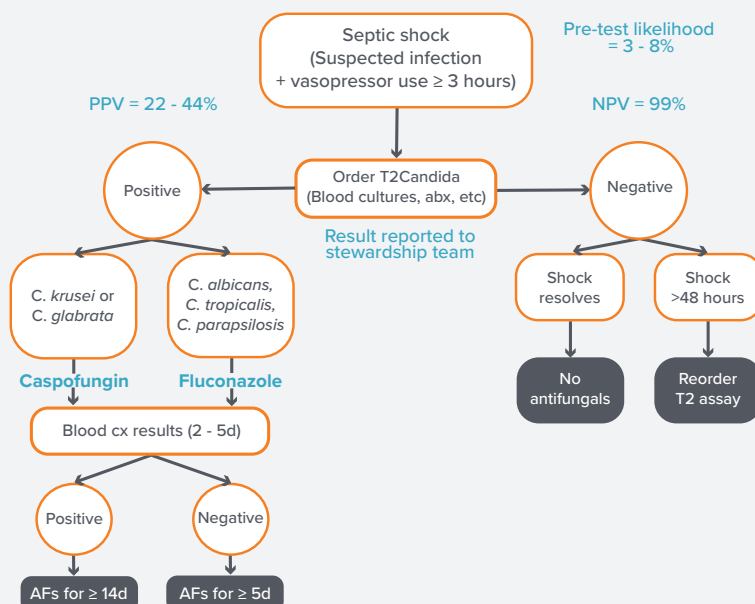 Septic shock
(Suspected infection
+ vasopressor use ≥ 3 hours)
Pre-test likelihood
= 3 - 8%
PPV = 22 - 44%
NPV = 99%
Positive
Order T2Candida
(Blood cultures, abx, etc)
Negative
Result reported to
stewardship team
C. krusei or
C. glabrata
C. albicans,
C. tropicalis,
C. parapsilosis
Shock
resolves
Shock
>48 hours
Caspofungin
Fluconazole
No
antifungals
Reorder
T2 assay
Blood cx results (2 - 5d)
Positive
Negative
AFs for ≥ 14d
AFs for ≥ 5d